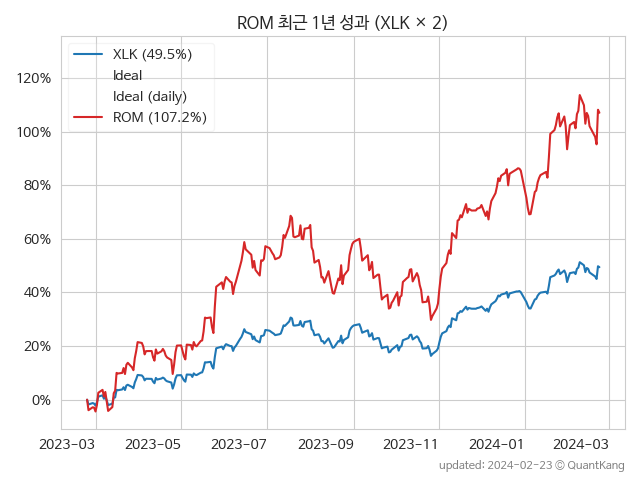 ROM 최근 1년 성과 (XLK × 2)
XLK (49.5%)
Ideal
Ideal (daily)
ROM (107.2%)
120%
100%
80%
60%
40%
20%
0%
2023-03 2023-05 2023-07 2023-09 2023-11 2024-01 2024-03
updated: 2024-02-23 © QuantKang